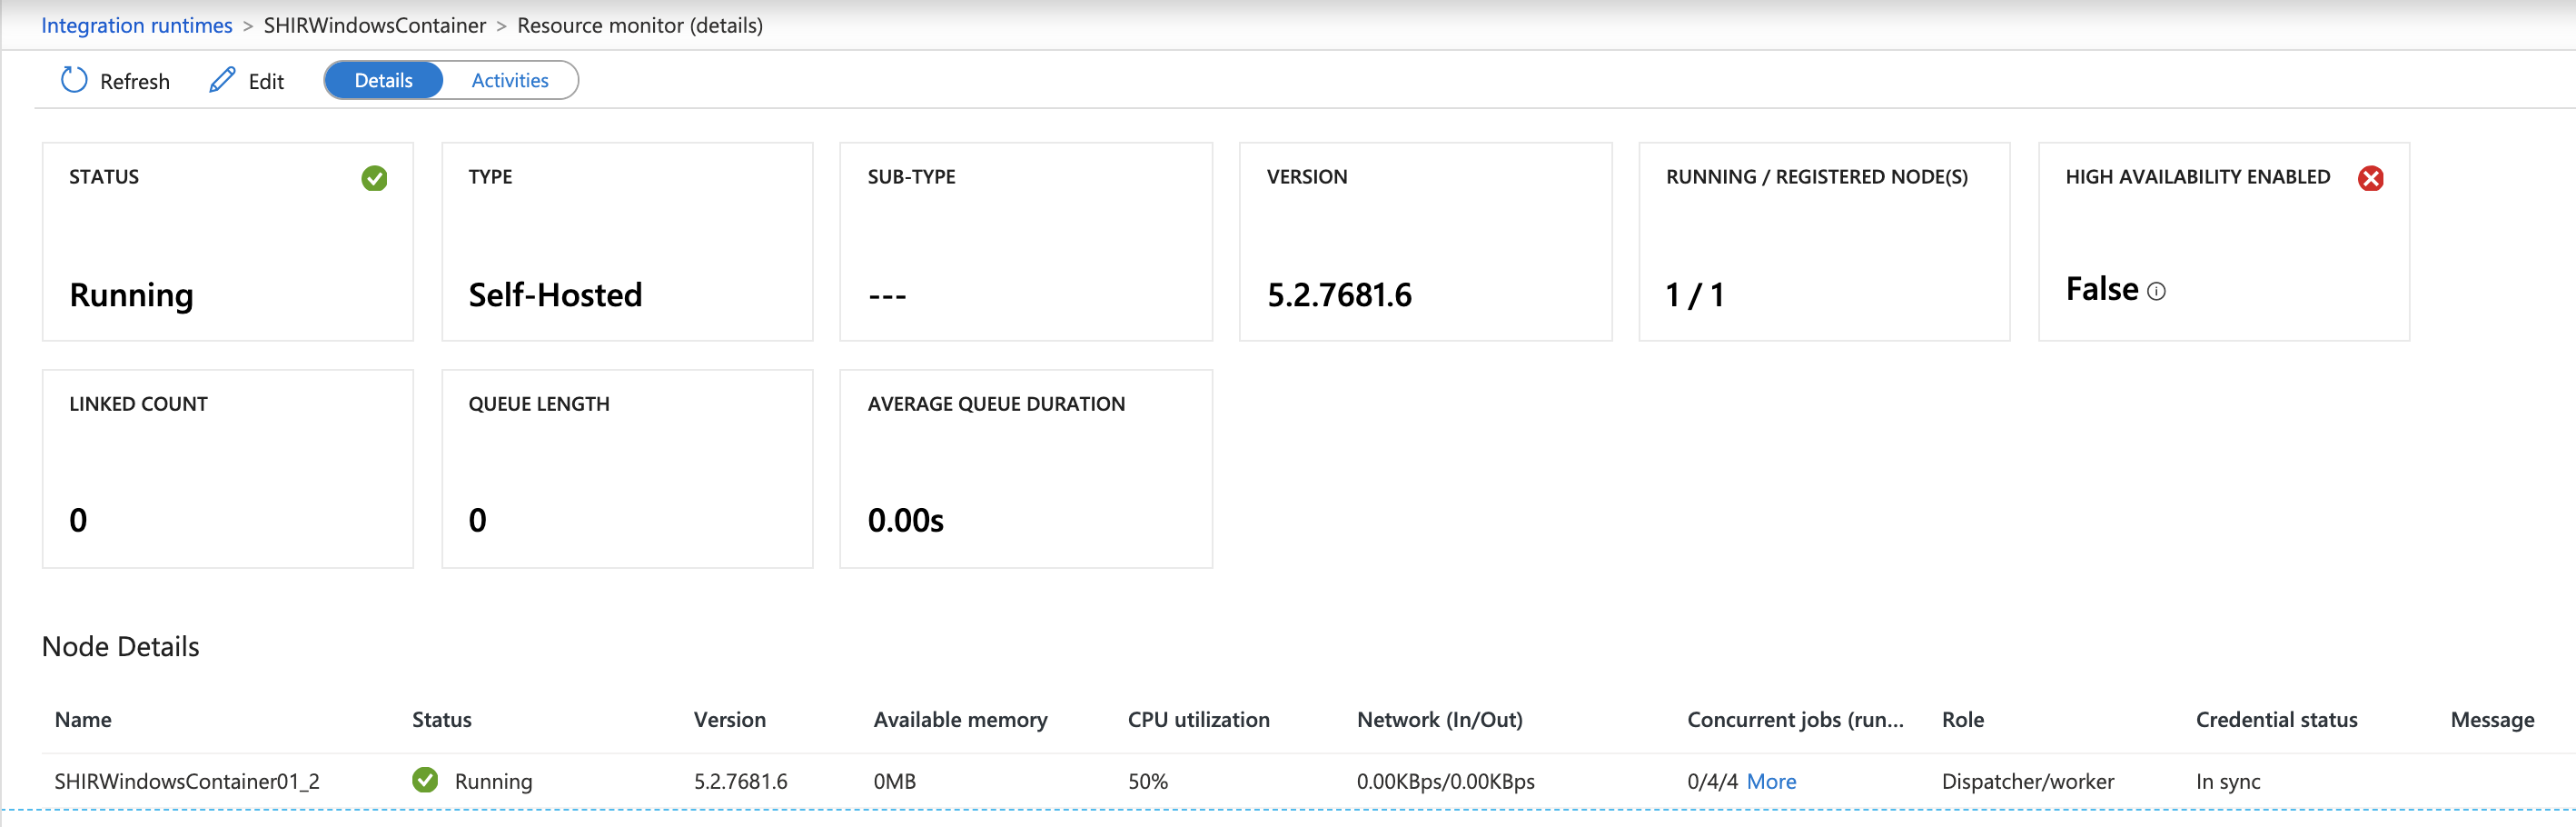 Integration runtimes > SHIRWindowsContainer > Resource monitor (details)
Refresh Edit Details Activities
STATUS
Running
TYPE
Self-Hosted
SUB-TYPE
---
VERSION
5.2.7681.6
RUNNING / REGISTERED NODE(S)
1 / 1
HIGH AVAILABILITY ENABLED
False
LINKED COUNT
0
QUEUE LENGTH
0
AVERAGE QUEUE DURATION
0.00s
Node Details
Name Status Version Available memory CPU utilization Network (In/Out) Concurrent jobs (run... Role Credential status Message
SHIRWindowsContainer01_2 Running 5.2.7681.6 0MB 50% 0.00KBps/0.00KBps 0/4/4 More Dispatcher/worker In sync